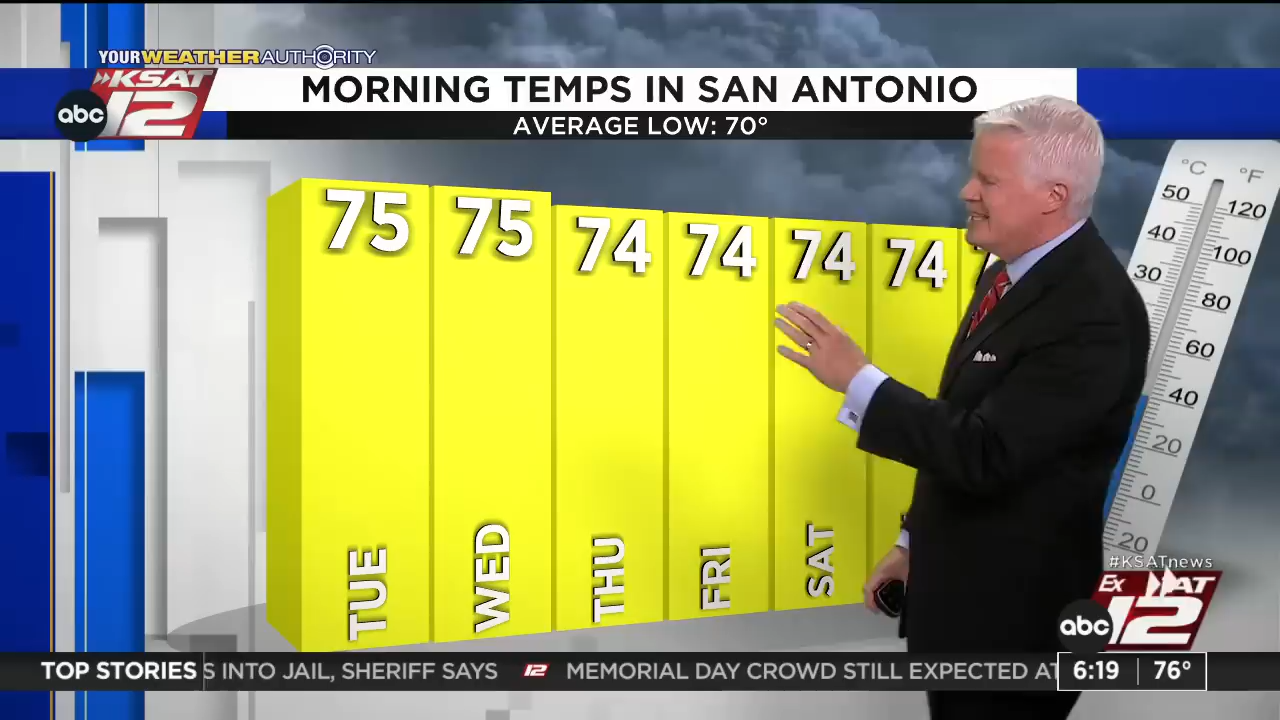 YOURWEATHERAUTHORITY
KSAT
abc 12
MORNING TEMPS IN SAN ANTONIO
AVERAGE LOW: 70°
75 75 74 74 74 74
TUE WED THU FRI SAT
°C °F
50 120
40 100
30 80
60
40
20
0
20
#KSATnews
abc 12
TOP STORIES S INTO JAIL, SHERIFF SAYS 12 MEMORIAL DAY CROWD STILL EXPECTED AT 6:19 76°